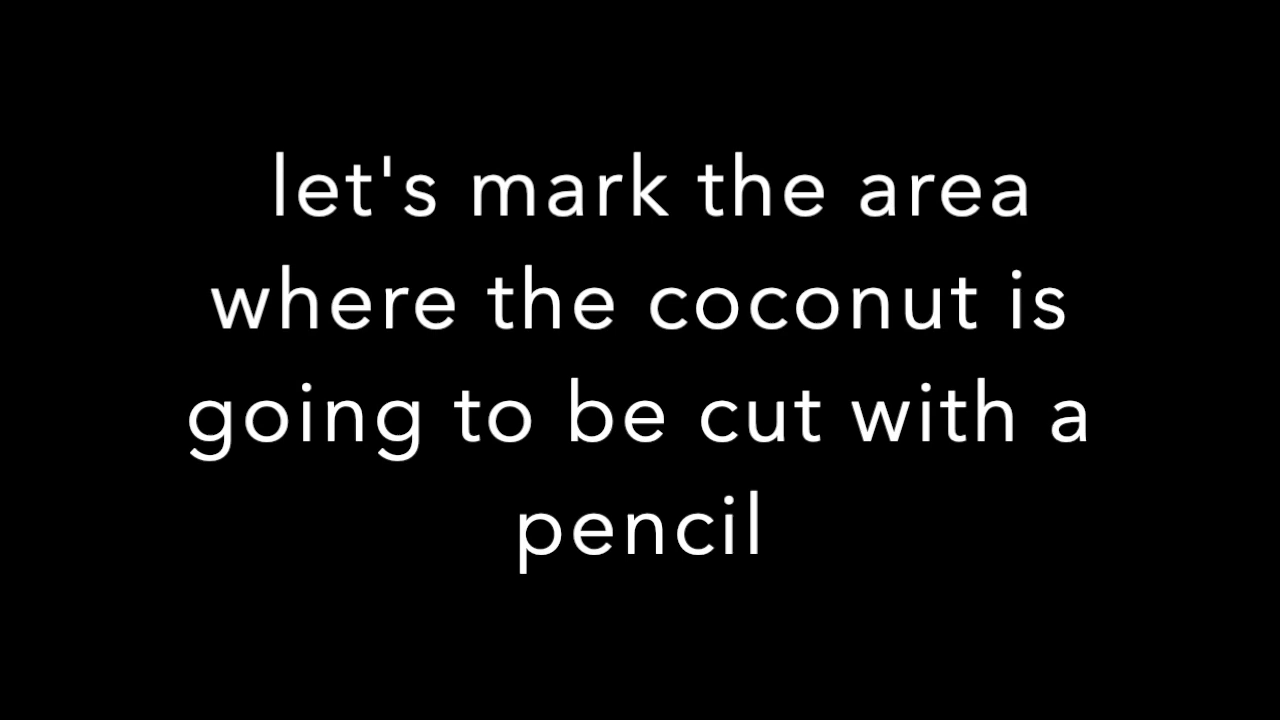 let's mark the area
where the coconut is
going to be cut with a
pencil